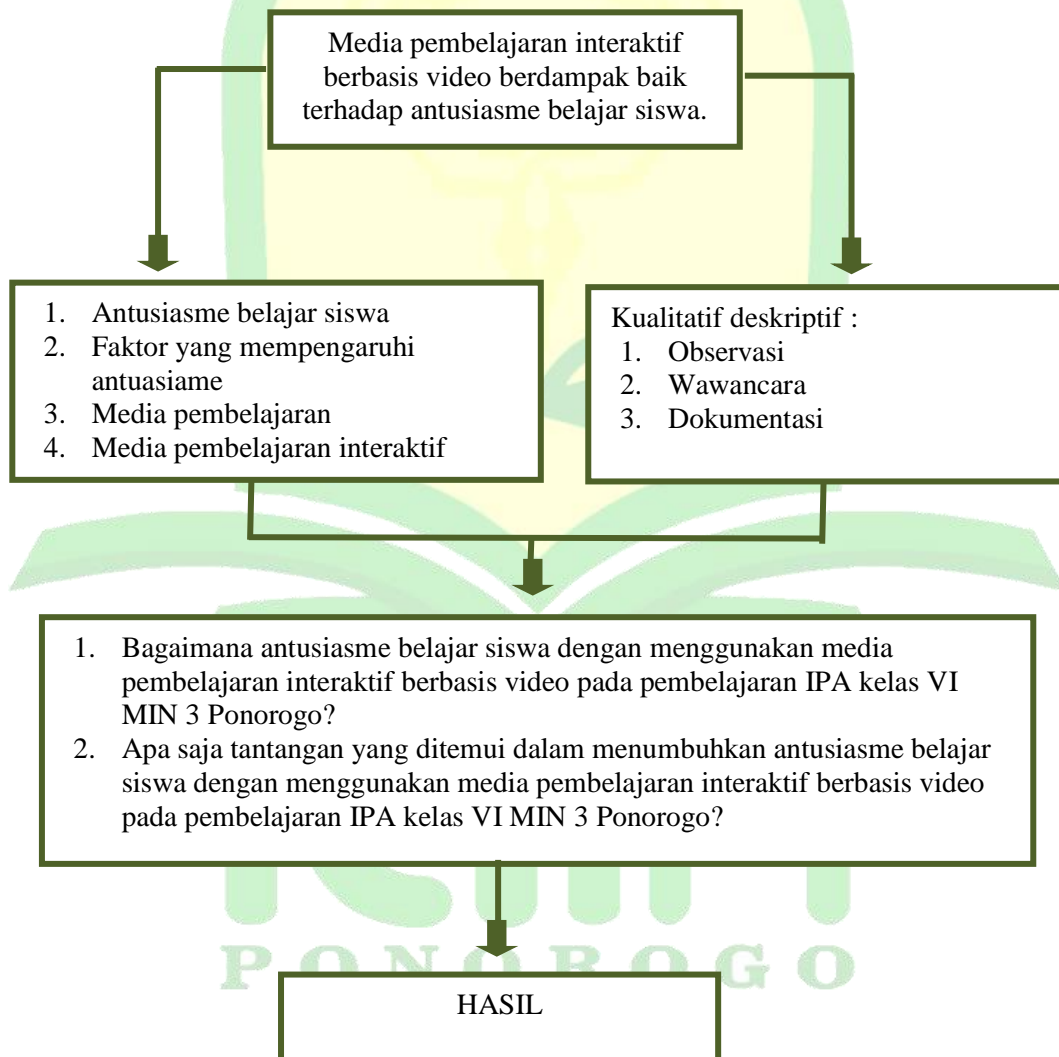 Media pembelajaran interaktif
berbasis video berdampak baik
terhadap antusiasme belajar siswa.
1. Antusiasme belajar siswa
2. Faktor yang mempengaruhi
antuasiame
3. Media pembelajaran
4. Media pembelajaran interaktif
Kualitatif deskriptif :
1. Observasi
2. Wawancara
3. Dokumentasi
1. Bagaimana antusiasme belajar siswa dengan menggunakan media
pembelajaran interaktif berbasis video pada pembelajaran IPA kelas VI
MIN 3 Ponorogo?
2. Apa saja tantangan yang ditemui dalam menumbuhkan antusiasme belajar
siswa dengan menggunakan media pembelajaran interaktif berbasis video
pada pembelajaran IPA kelas VI MIN 3 Ponorogo?
PONOROGO
HASIL